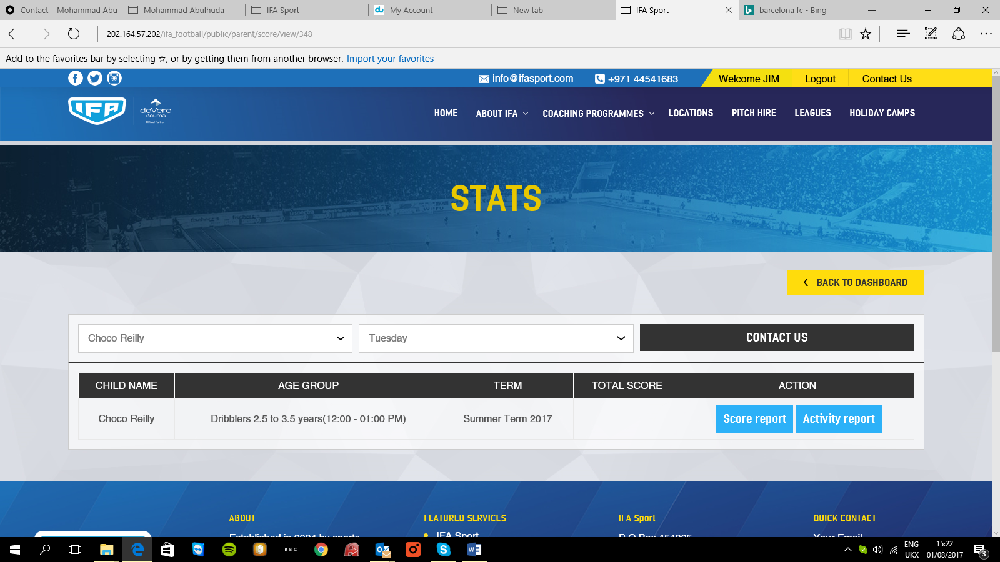 Contact – Mohammad Abu
Mohammad Abulhuda
IFA Sport
du
My Account
New tab
IFA Sport
barcelona fc - Bing
202.164.57.202/ifa_football/public/parent/score/view/348
Add to the favorites bar by selecting ☆, or by getting them from another browser. Import your favorites
info@ifasport.com
+971 44541683
Welcome JIM
Logout
Contact Us
IFA
deVere
Acuma
Official Partner
HOME
ABOUT IFA
COACHING PROGRAMMES
LOCATIONS
PITCH HIRE
LEAGUES
HOLIDAY CAMPS
STATS
BACK TO DASHBOARD
Choco Reilly
Tuesday
CONTACT US
CHILD NAME
AGE GROUP
TERM
TOTAL SCORE
ACTION
Choco Reilly
Dribblers 2.5 to 3.5 years(12:00 - 01:00 PM)
Summer Term 2017
Score report
Activity report
ABOUT
FEATURED SERVICES
IFA Sport
QUICK CONTACT
Established in 2004 by sports
IFA Sport
Your Email
BBC
ENG
UKX
15:22
01/08/2017
3